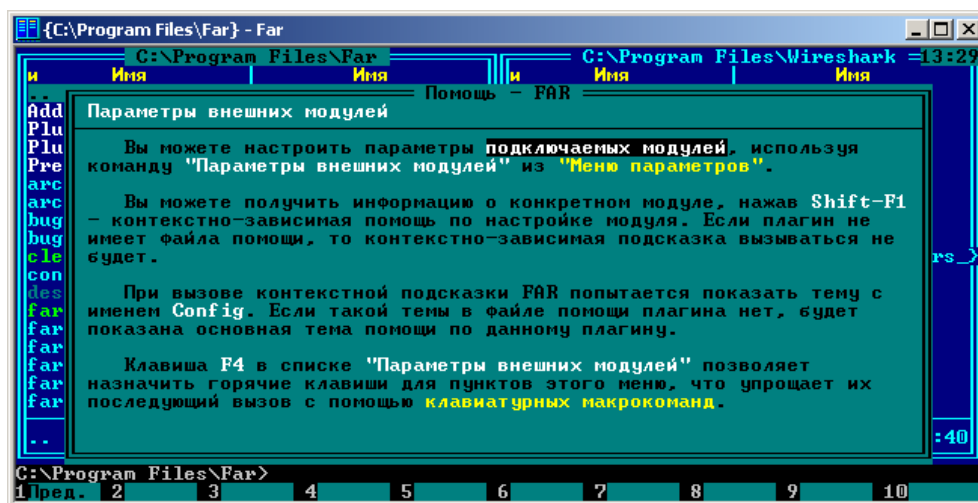 {C:\Program Files\Far} - Far
C:\Program Files\Far C:\Program Files\Wireshark 13:29
и Имя Имя и Имя Имя
..
Помощь - FAR
Add
Параметры внешних модулей
Plu
Plu
Вы можете настроить параметры подключаемых модулей, используя
Pre
команду "Параметры внешних модулей" из "Меню параметров".
arc
arc
Вы можете получить информацию о конкретном модуле, нажав Shift-F1
bug
- контекстно-зависимая помощь по настройке модуля. Если плагин не
bug
имеет файла помощи, то контекстно-зависимая подсказка вызываться не
cle
будет.
rs_
con
des
При вызове контекстной подсказки FAR попытается показать тему с
far
именем Config. Если такой темы в файле помощи плагина нет, будет
far
показана основная тема помощи по данному плагину.
far
far
Клавиша F4 в списке "Параметры внешних модулей" позволяет
far
назначить горячие клавиши для пунктов этого меню, что упрощает их
far
последующий вызов с помощью клавиатурных макрокоманд.
.. :40
C:\Program Files\Far>
1Пред. 2 3 4 5 6 7 8 9 10